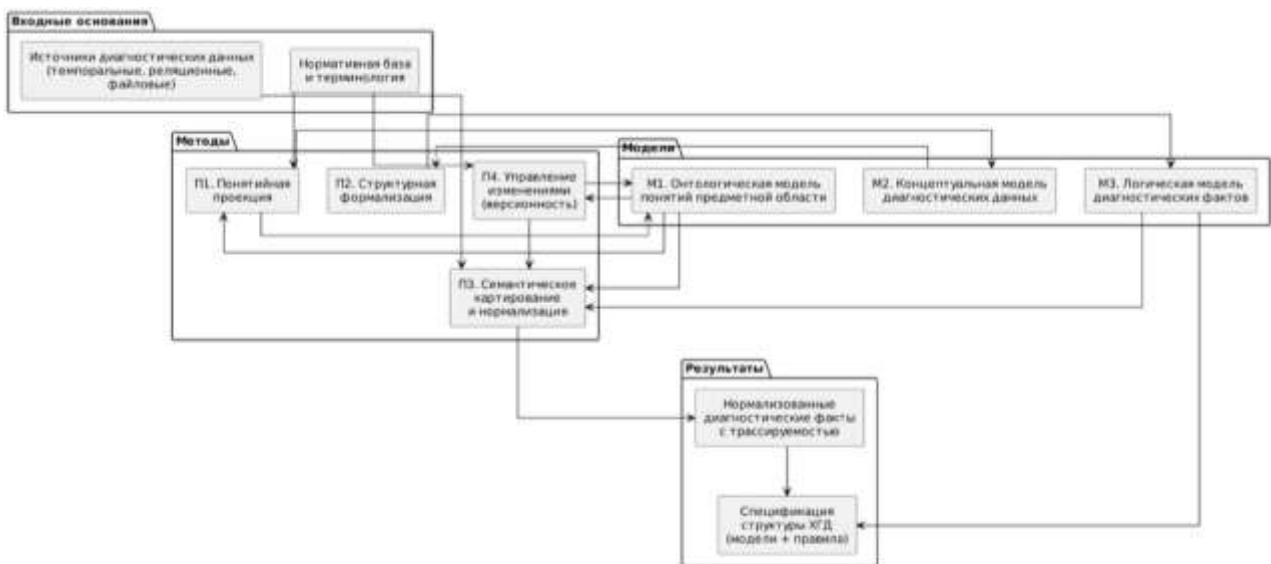 Входные основания
Источники диагностических данных
(темпоральные, реляционные,
файловые)
Нормативная база
и терминология
Методы
П1. Понятийная
проекция
П2. Структурная
формализация
П4. Управление
изменениями
(версионность)
П3. Семантическое
картирование
и нормализация
Модели
М1. Онтологическая модель
понятий предметной области
М2. Концептуальная модель
диагностических данных
М3. Логическая модель
диагностических фактов
Результаты
Нормализованные
диагностические факты
с трассируемостью
Спецификация
структуры ХГД
(модели + правила)